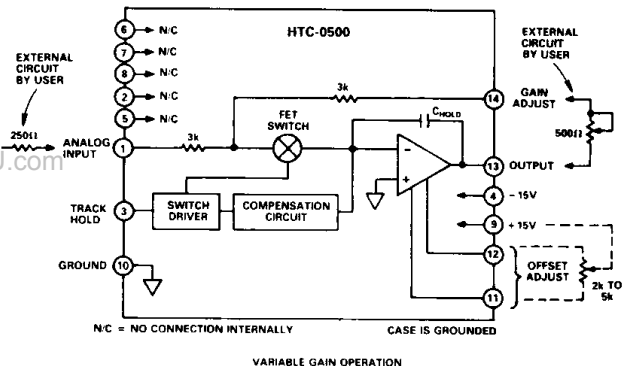 HTC-0500
6 N/C
7 N/C
8 N/C
2 N/C
5 N/C
EXTERNAL
CIRCUIT
BY USER
250Ω
ANALOG
INPUT
1
3k
3k
FET
SWITCH
C HOLD
−
+
14
GAIN
ADJUST
EXTERNAL
CIRCUIT
BY USER
500Ω
13 OUTPUT
4 −15V
9 +15V
12
11
OFFSET
ADJUST
2k TO
5k
U.com
TRACK
HOLD
3
SWITCH
DRIVER
COMPENSATION
CIRCUIT
GROUND 10
N/C = NO CONNECTION INTERNALLY
CASE IS GROUNDED
VARIABLE GAIN OPERATION